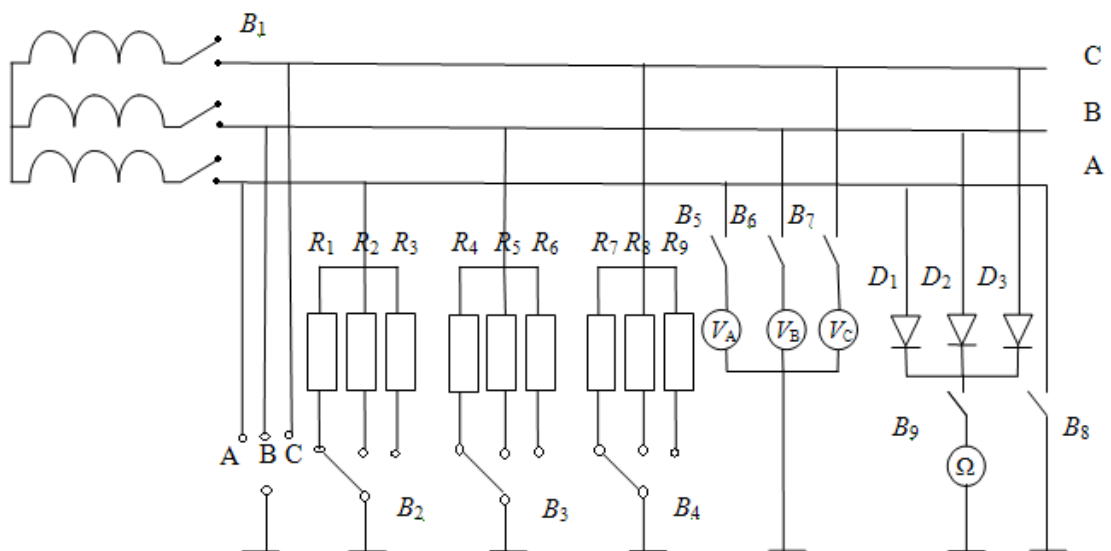 B1
C
B
A
B5 B6 B7
R1 R2 R3 R4 R5 R6 R7 R8 R9
D1 D2 D3
VA VB VC
A B C
B9 B8
Ω
B2 B3 B4